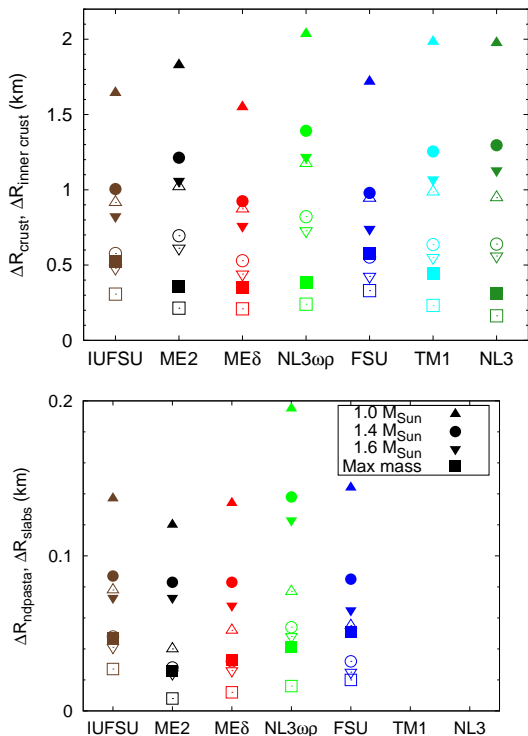 ΔR_crust, ΔR_inner crust (km)
2
1.5
1
0.5
0
IUFSU ME2 MEδ NL3ωρ FSU TM1 NL3
ΔR_ndpasta, ΔR_slabs (km)
0.2
0.1
0
1.0 M_Sun
1.4 M_Sun
1.6 M_Sun
Max mass
IUFSU ME2 MEδ NL3ωρ FSU TM1 NL3